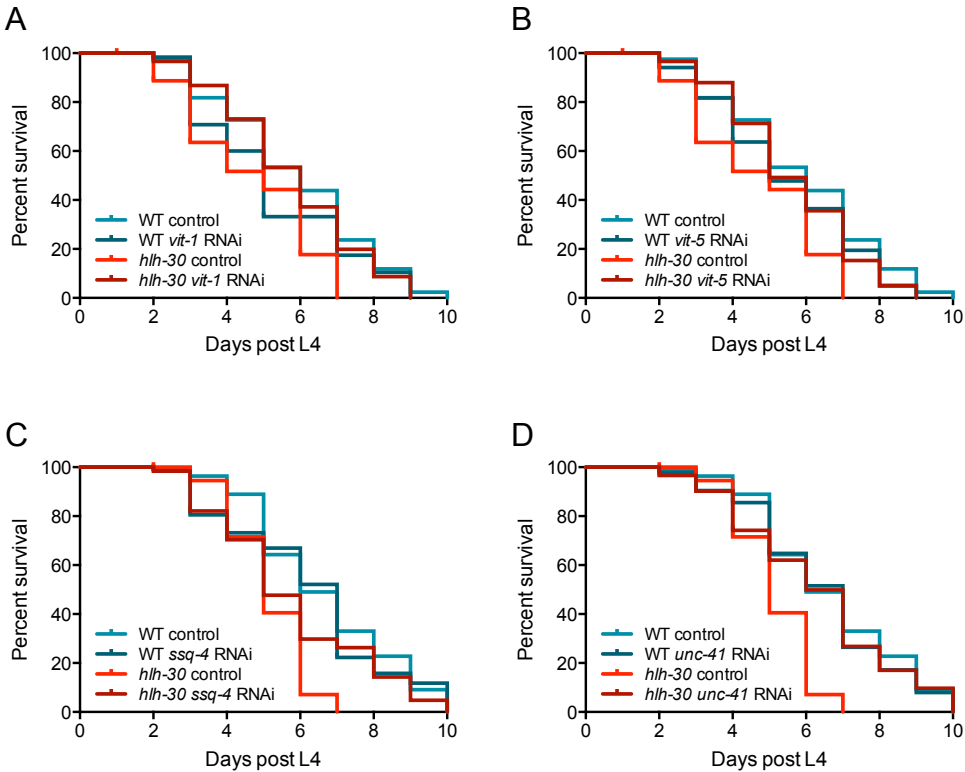 A
Percent survival
100
80
60
40
20
0
WT control
WT vit-1 RNAi
hlh-30 control
hlh-30 vit-1 RNAi
0 2 4 6 8 10
Days post L4
B
Percent survival
100
80
60
40
20
0
WT control
WT vit-5 RNAi
hlh-30 control
hlh-30 vit-5 RNAi
0 2 4 6 8 10
Days post L4
C
Percent survival
100
80
60
40
20
0
WT control
WT ssq-4 RNAi
hlh-30 control
hlh-30 ssq-4 RNAi
0 2 4 6 8 10
Days post L4
D
Percent survival
100
80
60
40
20
0
WT control
WT unc-41 RNAi
hlh-30 control
hlh-30 unc-41 RNAi
0 2 4 6 8 10
Days post L4